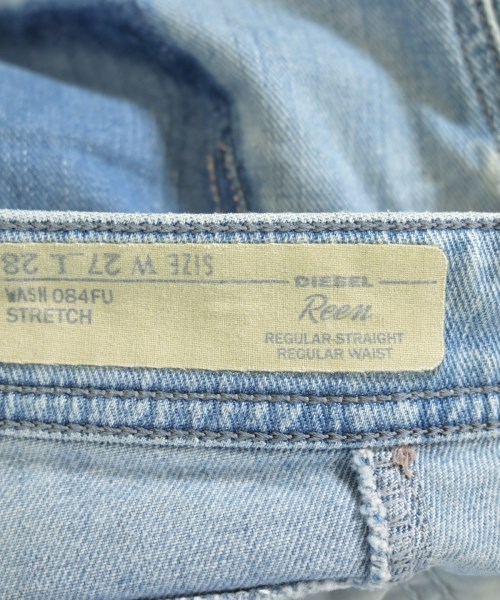 SIZE W 27 L 28
WASH 084FU
STRETCH
DIESEL
Reen
REGULAR-STRAIGHT
REGULAR WAIST